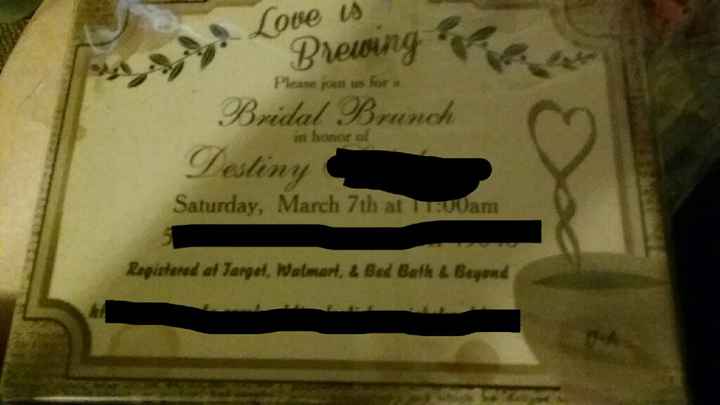 Love is
Brewing
Please join us for a
Bridal Brunch
in honor of
Destiny
Saturday, March 7th at 11:00am
5
Registered at Target, Walmart, & Bed Bath & Beyond